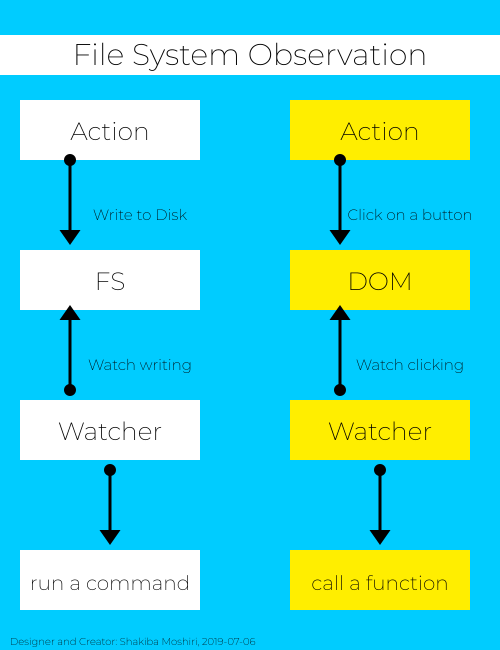 File System Observation
Action
Write to Disk
FS
Watch writing
Watcher
run a command
Action
Click on a button
DOM
Watch clicking
Watcher
call a function
Designer and Creator: Shakiba Moshiri, 2019-07-06